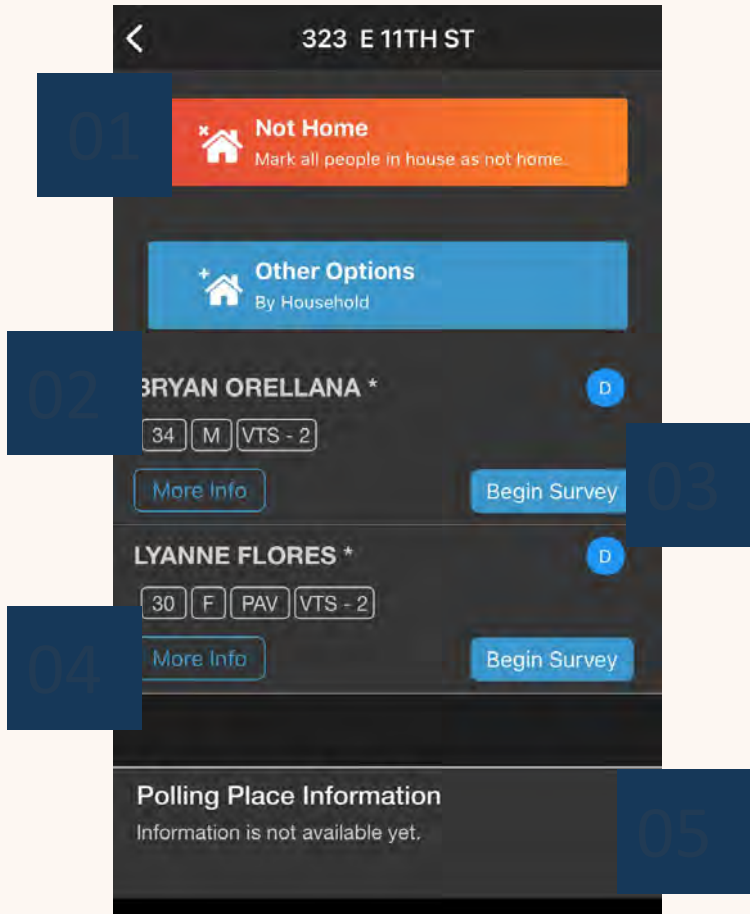 323 E 11TH ST
01
Not Home
Mark all people in house as not home.
Other Options
By Household
02
BRYAN ORELLANA *
D
34 M VTS - 2
More Info
Begin Survey
03
LYANNE FLORES *
D
30 F PAV VTS - 2
04
More Info
Begin Survey
Polling Place Information
Information is not available yet.
05